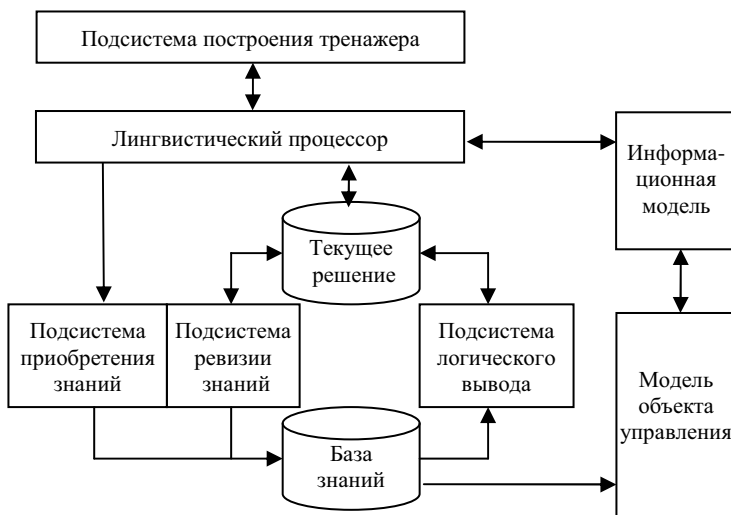 Подсистема построения тренажера
Лингвистический процессор
Информа-
ционная
модель
Текущее
решение
Подсистема
приобретения
знаний
Подсистема
ревизии
знаний
Подсистема
логического
вывода
Модель
объекта
управления
База
знаний